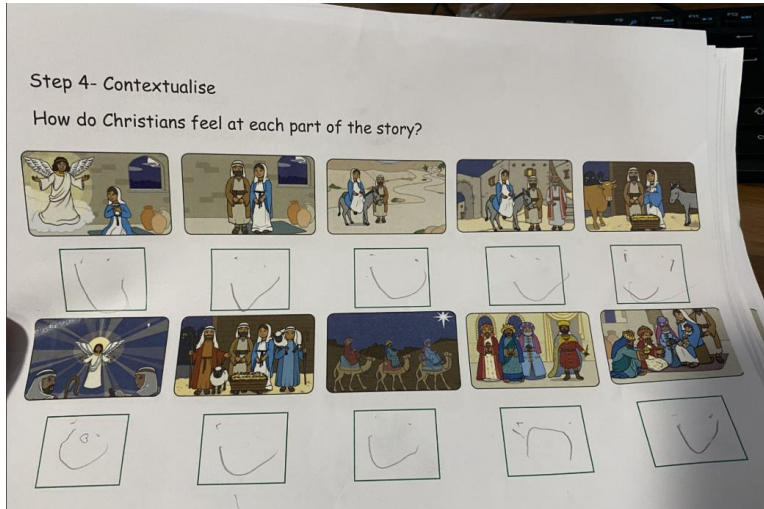 Step 4- Contextualise
How do Christians feel at each part of the story?